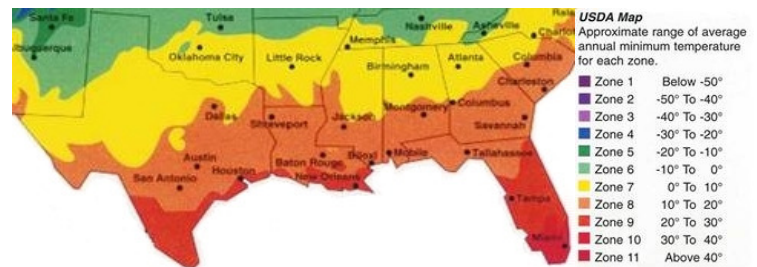 Santa Fe
Tulsa
Nashville
Asheville
Albuquerque
Oklahoma City
Memphis
Little Rock
Birmingham
Atlanta
Columbia
Charleston
Dallas
Shreveport
Jackson
Montgomery
Columbus
Savannah
Austin
San Antonio
Houston
Baton Rouge
New Orleans
Biloxi
Mobile
Tallahassee
Tampa
Miami
USDA Map
Approximate range of average
annual minimum temperature
for each zone.
Zone 1 Below -50°
Zone 2 -50° To -40°
Zone 3 -40° To -30°
Zone 4 -30° To -20°
Zone 5 -20° To -10°
Zone 6 -10° To 0°
Zone 7 0° To 10°
Zone 8 10° To 20°
Zone 9 20° To 30°
Zone 10 30° To 40°
Zone 11 Above 40°